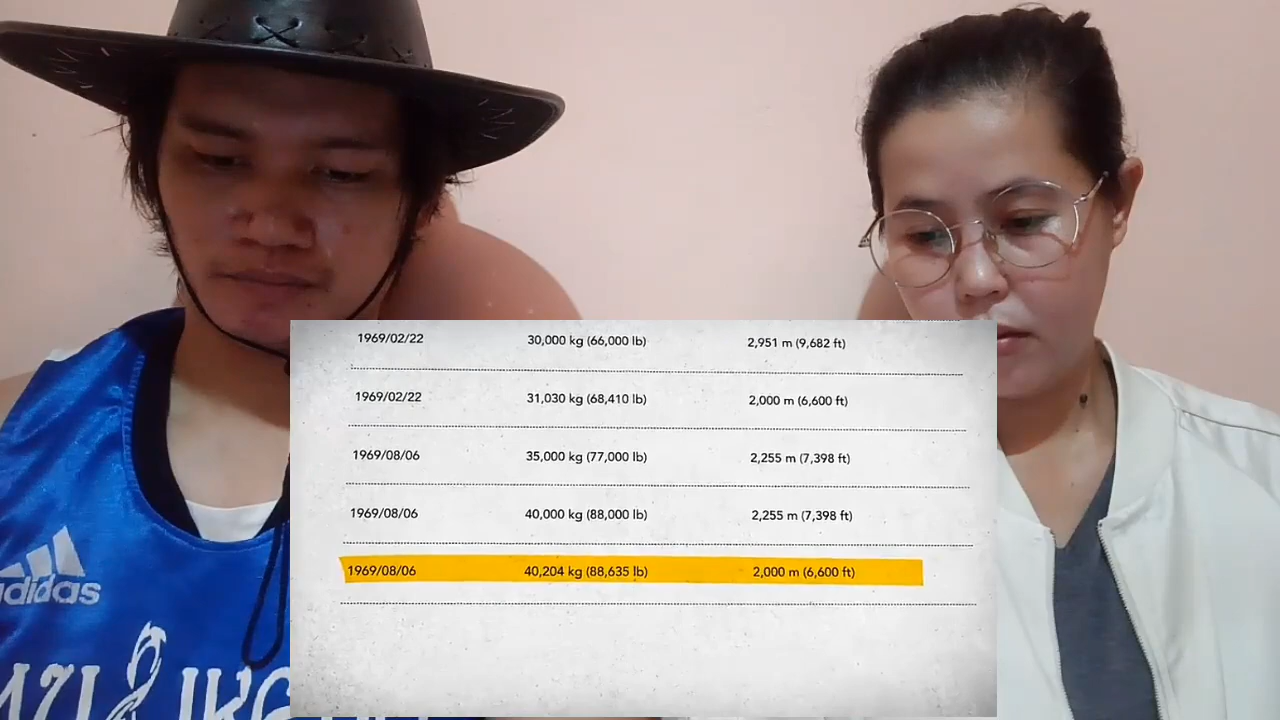 1969/02/22 30,000 kg (66,000 lb) 2,951 m (9,682 ft)
1969/02/22 31,030 kg (68,410 lb) 2,000 m (6,600 ft)
1969/08/06 35,000 kg (77,000 lb) 2,255 m (7,398 ft)
1969/08/06 40,000 kg (88,000 lb) 2,255 m (7,398 ft)
1969/08/06 40,204 kg (88,635 lb) 2,000 m (6,600 ft)
adidas